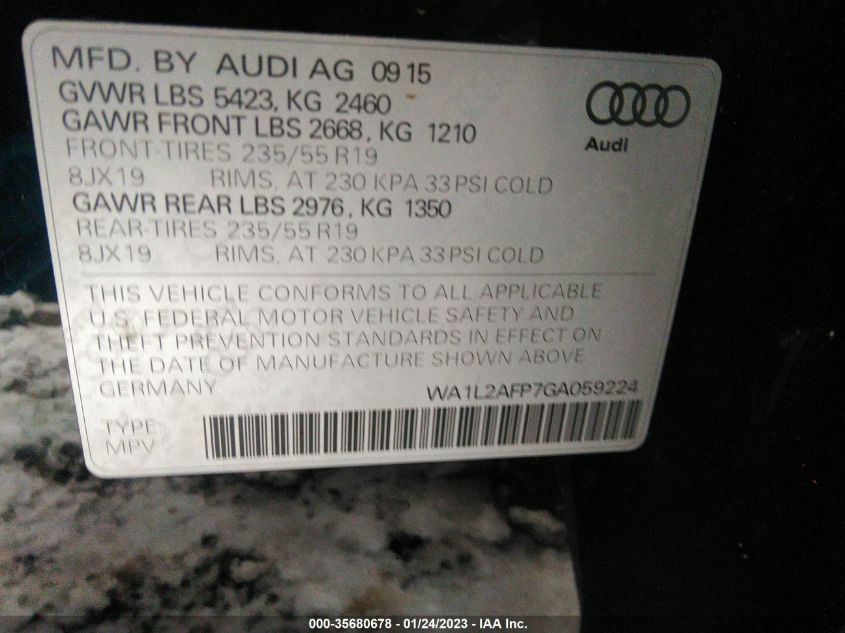 MFD. BY AUDI AG 0915
GVWR LBS 5423, KG 2460
GAWR FRONT LBS 2668, KG 1210
FRONT-TIRES 235/55 R19
8JX19 RIMS, AT 230 KPA 33 PSI COLD
GAWR REAR LBS 2976, KG 1350
REAR-TIRES 235/55 R19
8JX19 RIMS, AT 230 KPA 33 PSI COLD
Audi
THIS VEHICLE CONFORMS TO ALL APPLICABLE
U.S. FEDERAL MOTOR VEHICLE SAFETY AND
THEFT PREVENTION STANDARDS IN EFFECT ON
THE DATE OF MANUFACTURE SHOWN ABOVE
GERMANY WA1L2AFP7GA059224
TYPE
MPV
000-35680678 - 01/24/2023 - IAA Inc.